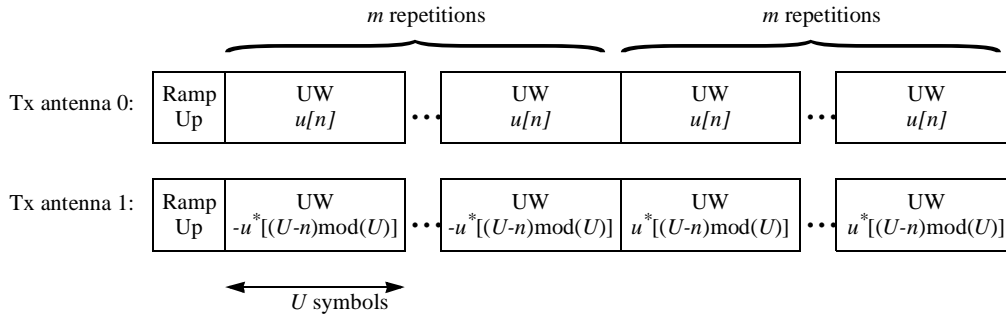 m repetitions m repetitions
Tx antenna 0: Ramp Up UW u[n] ••• UW u[n] UW u[n] ••• UW u[n]
Tx antenna 1: Ramp Up UW -u*[(U-n)mod(U)] ••• UW -u*[(U-n)mod(U)] UW u*[(U-n)mod(U)] ••• UW u*[(U-n)mod(U)]
U symbols